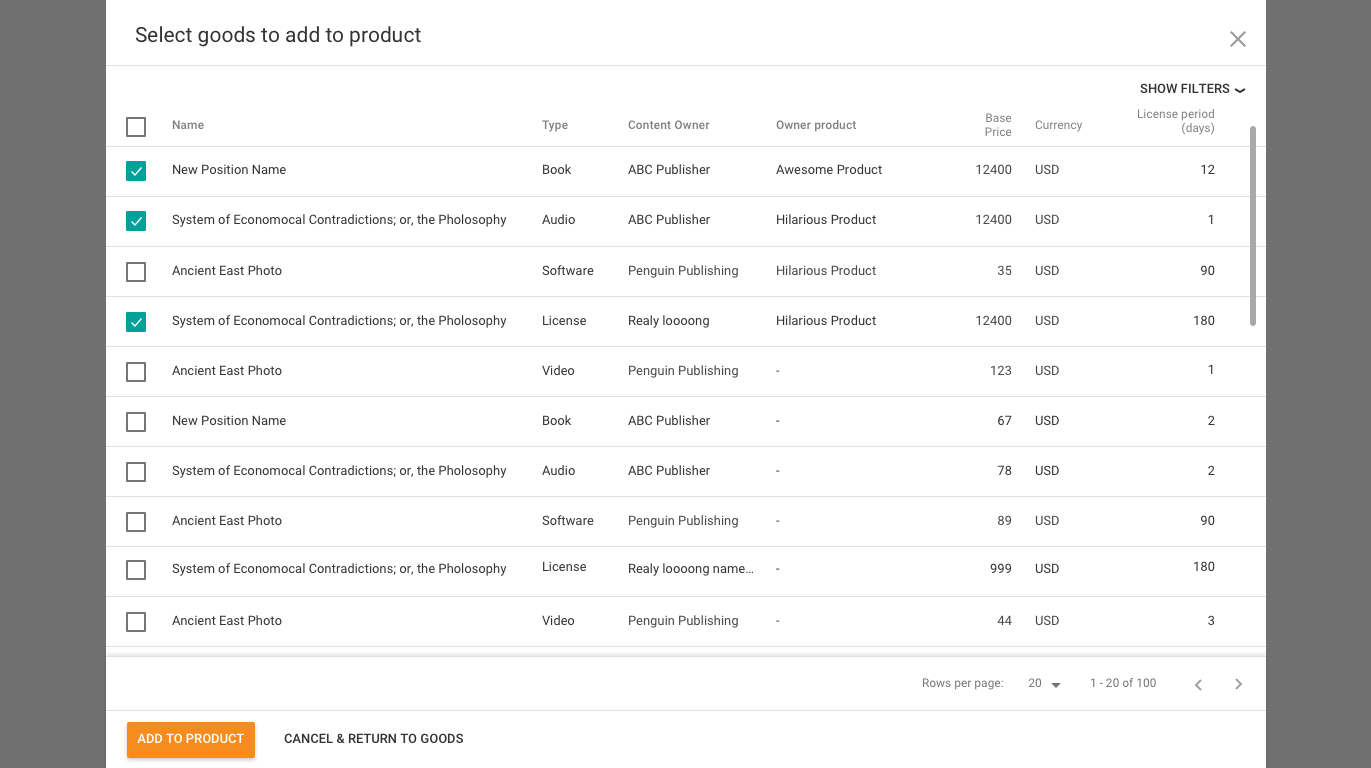 Select goods to add to product
SHOW FILTERS
Name Type Content Owner Owner product Base Price Currency License period (days)
New Position Name Book ABC Publisher Awesome Product 12400 USD 12
System of Economocal Contradictions; or, the Pholosophy Audio ABC Publisher Hilarious Product 12400 USD 1
Ancient East Photo Software Penguin Publishing Hilarious Product 35 USD 90
System of Economocal Contradictions; or, the Pholosophy License Realy loooong Hilarious Product 12400 USD 180
Ancient East Photo Video Penguin Publishing - 123 USD 1
New Position Name Book ABC Publisher - 67 USD 2
System of Economocal Contradictions; or, the Pholosophy Audio ABC Publisher - 78 USD 2
Ancient East Photo Software Penguin Publishing - 89 USD 90
System of Economocal Contradictions; or, the Pholosophy License Realy loooong name... - 999 USD 180
Ancient East Photo Video Penguin Publishing - 44 USD 3
Rows per page: 20 1 - 20 of 100
ADD TO PRODUCT CANCEL & RETURN TO GOODS